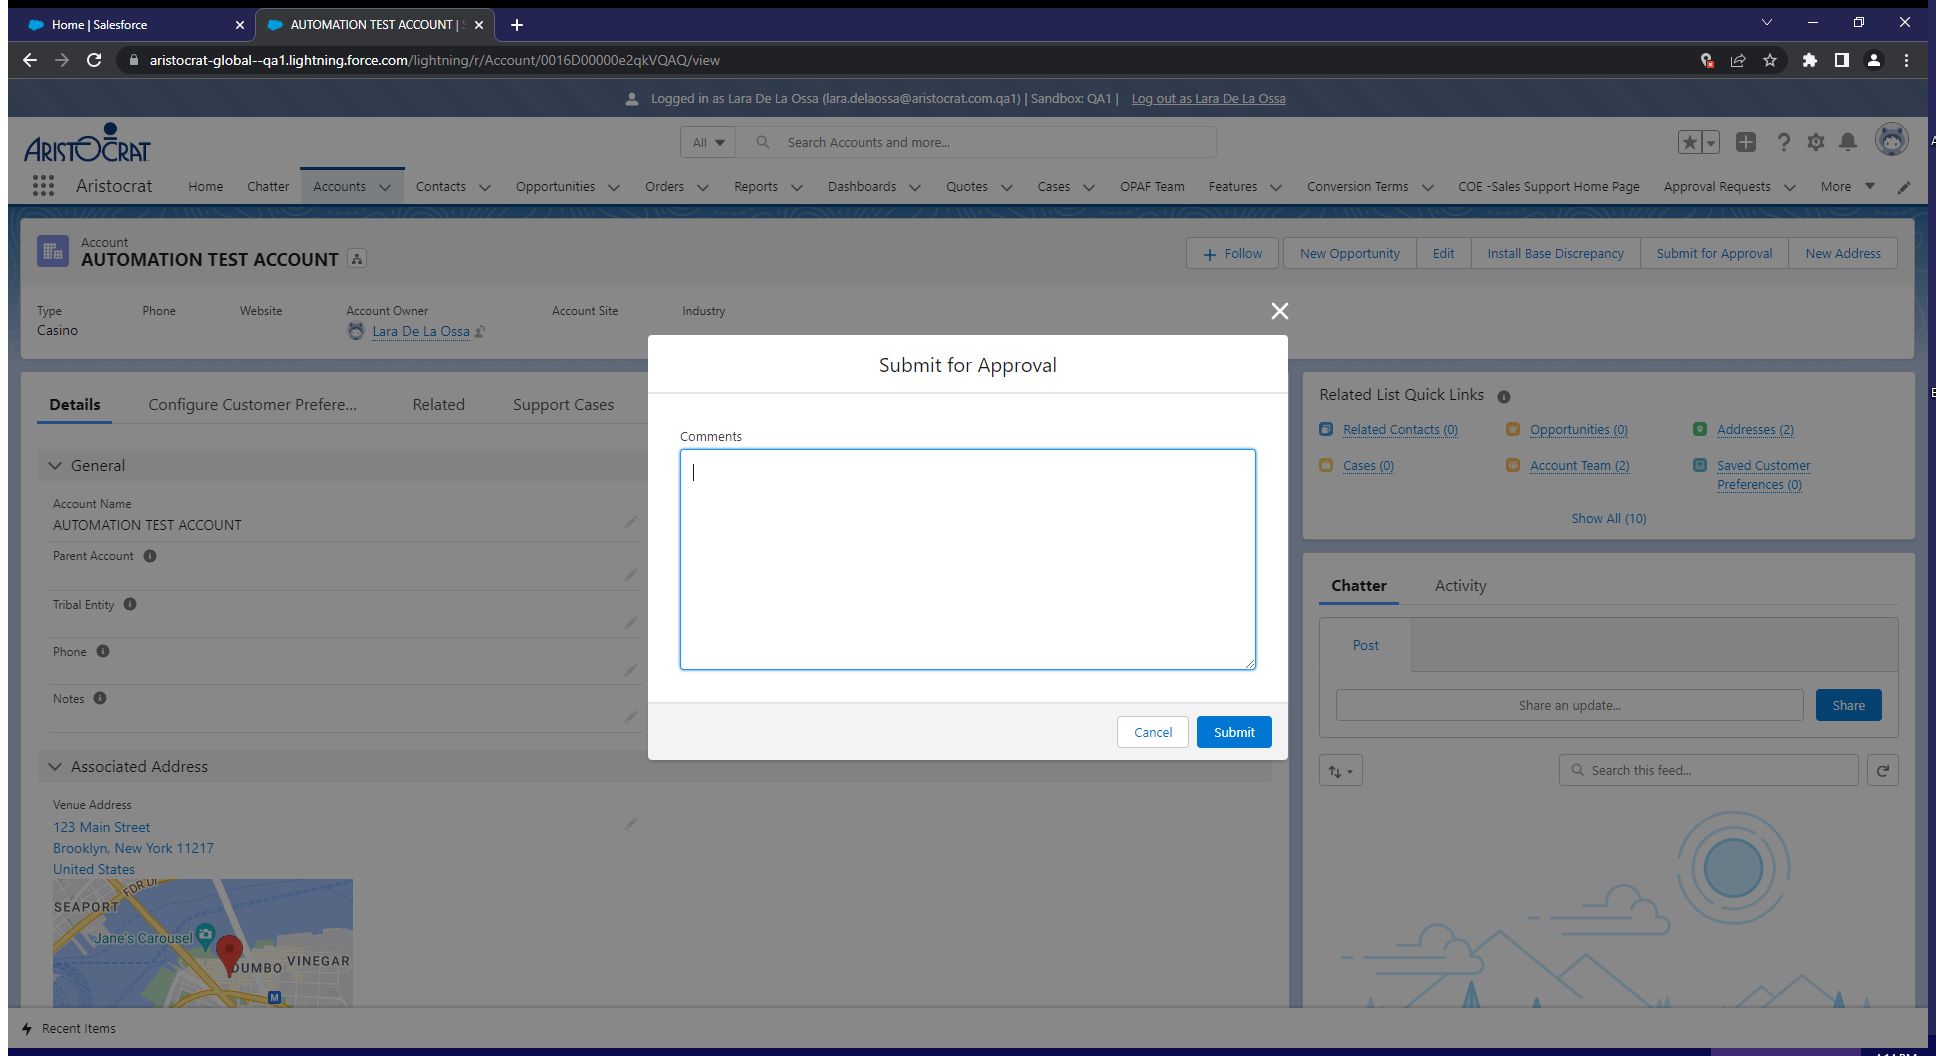 Home | Salesforce
AUTOMATION TEST ACCOUNT |
aristocrat-global--qa1.lightning.force.com/lightning/r/Account/0016D00000e2qkVQAQ/view
Logged in as Lara De La Ossa (lara.delaossa@aristocrat.com.qa1) | Sandbox: QA1 | Log out as Lara De La Ossa
ARISTOCRAT
All
Search Accounts and more...
Aristocrat
Home
Chatter
Accounts
Contacts
Opportunities
Orders
Reports
Dashboards
Quotes
Cases
OPAF Team
Features
Conversion Terms
COE -Sales Support Home Page
Approval Requests
More
Account
AUTOMATION TEST ACCOUNT
Follow
New Opportunity
Edit
Install Base Discrepancy
Submit for Approval
New Address
Type
Casino
Phone
Website
Account Owner
Lara De La Ossa
Account Site
Industry
Submit for Approval
Comments
Cancel
Submit
Details
Configure Customer Prefere...
Related
Support Cases
General
Account Name
AUTOMATION TEST ACCOUNT
Parent Account
Tribal Entity
Phone
Notes
Associated Address
Venue Address
123 Main Street
Brooklyn, New York 11217
United States
FDR Dr
SEAPORT
Jane's Carousel
DUMBO
VINEGAR
M
Related List Quick Links
Related Contacts (0)
Opportunities (0)
Addresses (2)
Cases (0)
Account Team (2)
Saved Customer
Preferences (0)
Show All (10)
Chatter
Activity
Post
Share an update...
Share
Search this feed...
Recent Items